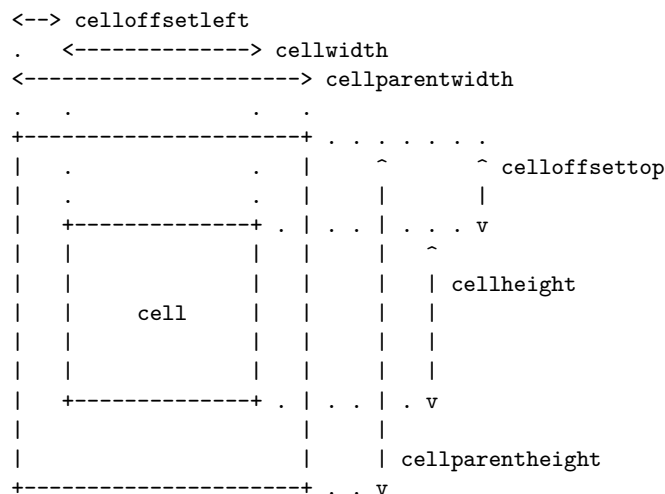 <--> celloffsetleft
.   <--------------> cellwidth
<----------------------> cellparentwidth
.   .              .   .
+----------------------+ . . . . . . .
|   .              .   |     ^       ^ celloffsettop
|   .              .   |     |       |
|   +--------------+ . | . . | . . . v
|   |              |   |     |   ^
|   |              |   |     |   | cellheight
|   |     cell     |   |     |   |
|   |              |   |     |   |
|   |              |   |     |   |
|   +--------------+ . | . . | . v
|                      |     |
|                      |     | cellparentheight
+----------------------+ . . v